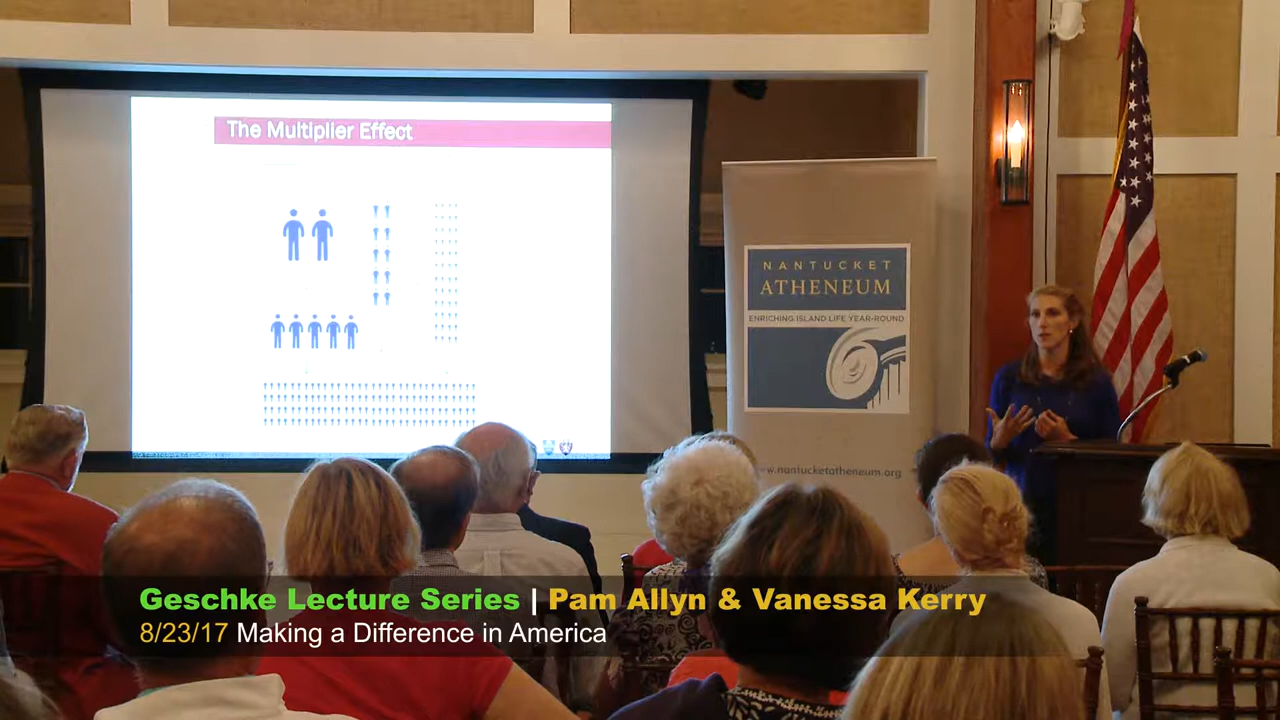 The Multiplier Effect
NANTUCKET
ATHENEUM
ENRICHING ISLAND LIFE YEAR-ROUND
www.nantucketatheneum.org
Geschke Lecture Series | Pam Allyn & Vanessa Kerry
8/23/17 Making a Difference in America